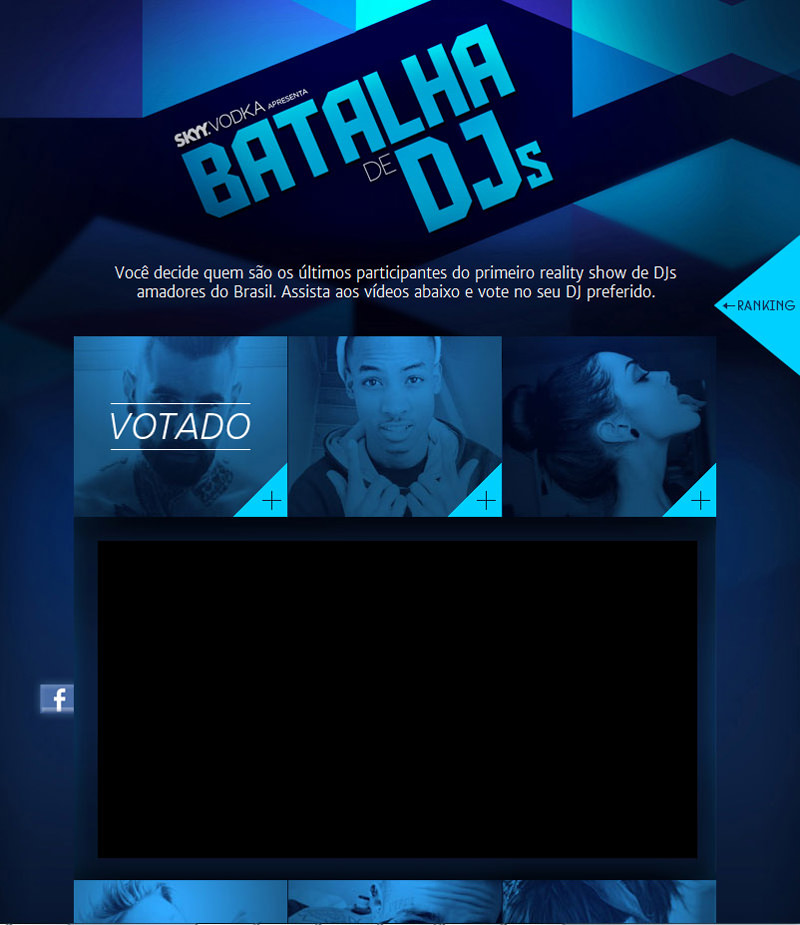 SKYY.VODKA APRESENTA
BATALHA
DE DJs
Você decide quem são os últimos participantes do primeiro reality show de DJs
amadores do Brasil. Assista aos vídeos abaixo e vote no seu DJ preferido.
←RANKING
VOTADO
f